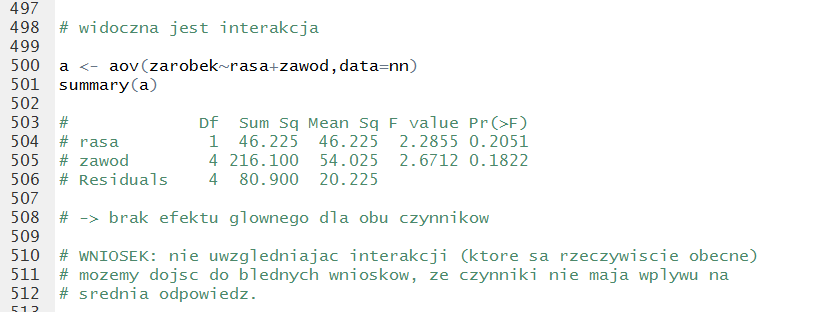 497
498 # widoczna jest interakcja
499
500 a <- aov(zarobek~rasa+zawod,data=nn)
501 summary(a)
502
503 #             Df  Sum Sq Mean Sq F value Pr(>F)
504 # rasa         1  46.225  46.225  2.2855 0.2051
505 # zawod        4 216.100  54.025  2.6712 0.1822
506 # Residuals    4  80.900  20.225
507
508 # -> brak efektu glownego dla obu czynnikow
509
510 # WNIOSEK: nie uwzgledniajac interakcji (ktore sa rzeczywiscie obecne)
511 # mozemy dojsc do blednych wnioskow, ze czynniki nie maja wplywu na
512 # srednia odpowiedz.
513